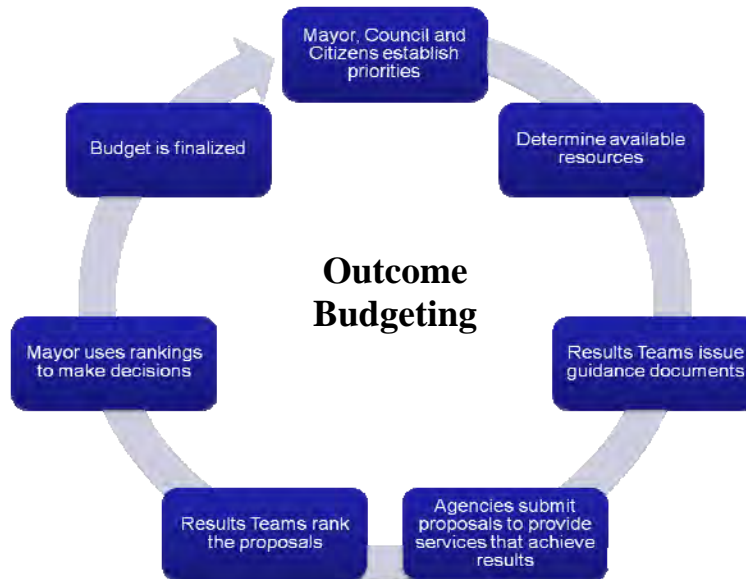 Mayor, Council and
Citizens establish
priorities
Determine available
resources
Results Teams issue
guidance documents
Agencies submit
proposals to provide
services that achieve
results
Results Teams rank
the proposals
Mayor uses rankings
to make decisions
Budget is finalized
Outcome
Budgeting